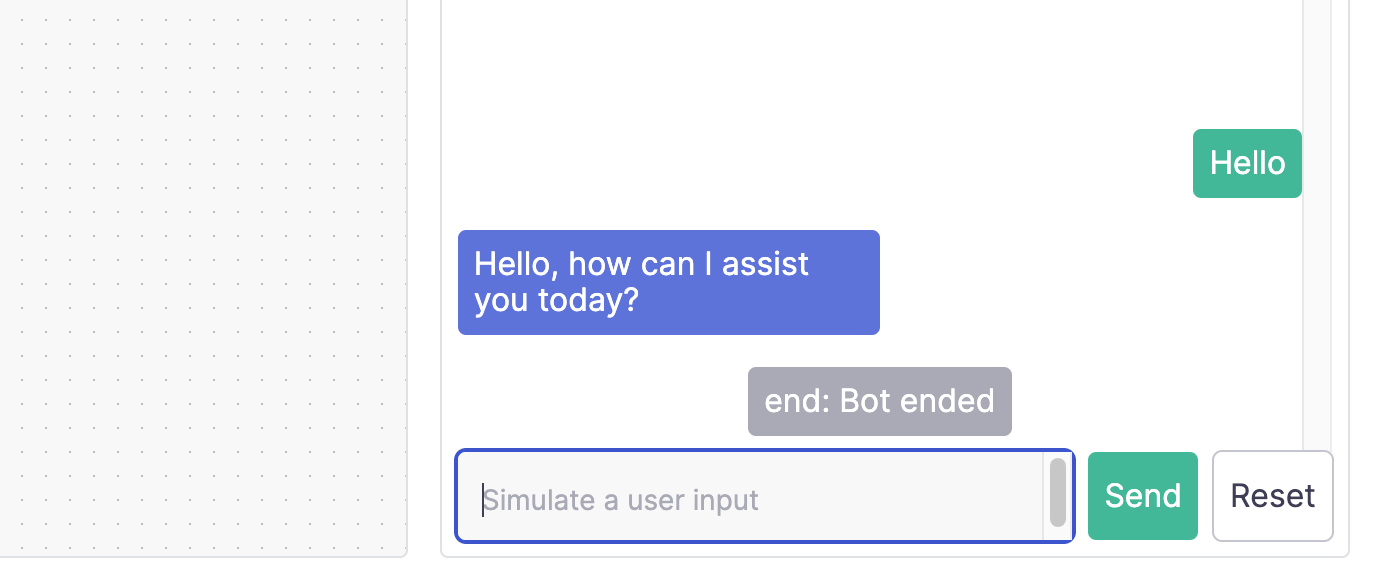 Hello
Hello, how can I assist
you today?
end: Bot ended
Simulate a user input
Send
Reset